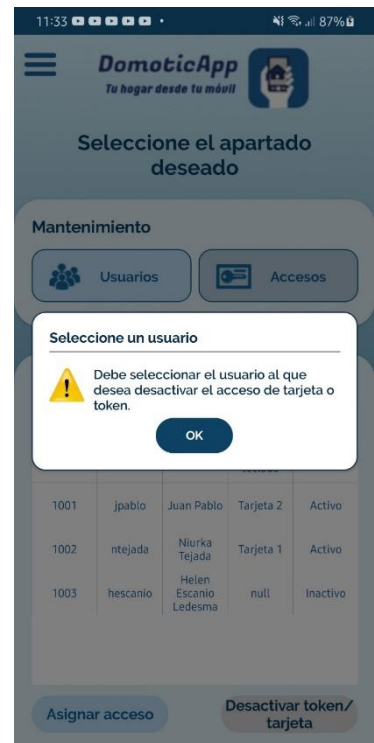 11:33
87%
DomoticApp
Tu hogar desde tu móvil
Seleccione el apartado
deseado
Mantenimiento
Usuarios
Accesos
Seleccione un usuario
Debe seleccionar el usuario al que
desea desactivar el acceso de tarjeta o
token.
OK
1001 jpablo Juan Pablo Tarjeta 2 Activo
1002 ntejada Niurka Tejada Tarjeta 1 Activo
1003 hescanio Helen Escanio Ledesma null Inactivo
Asignar acceso
Desactivar token/
tarjeta